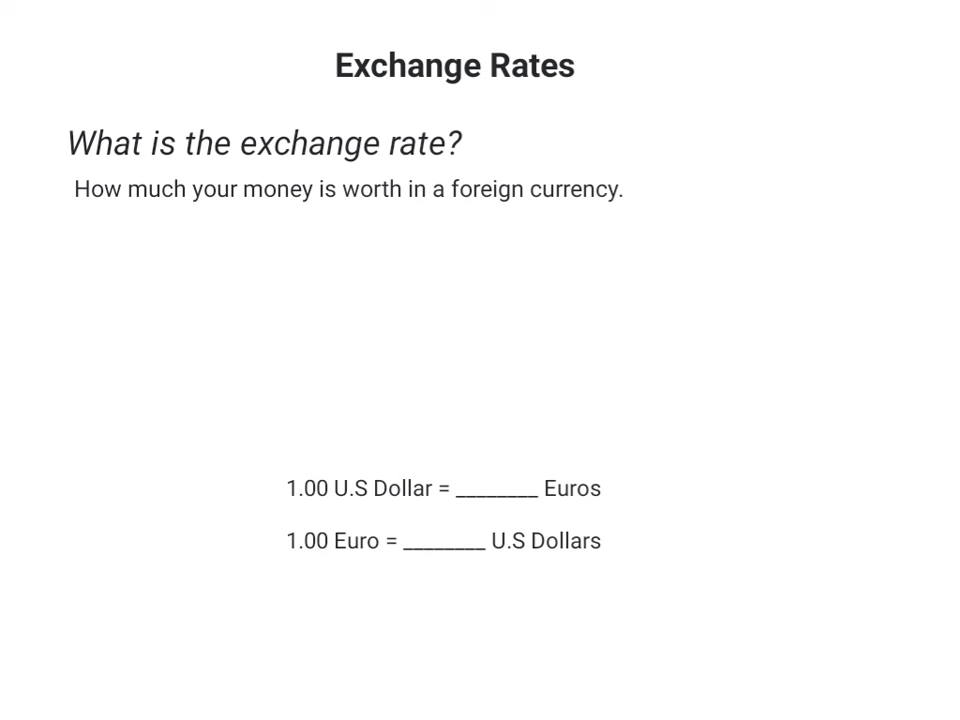 Exchange Rates
What is the exchange rate?
How much your money is worth in a foreign currency.
1.00 U.S Dollar = ________ Euros
1.00 Euro = ________ U.S Dollars